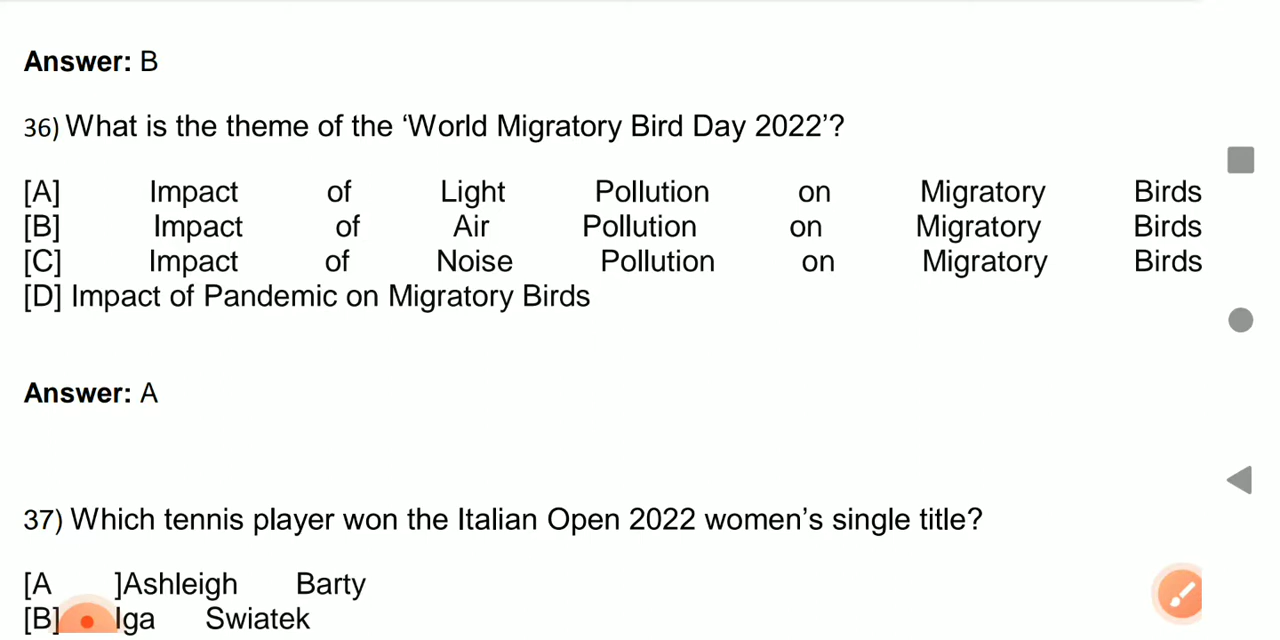 Answer: B
36) What is the theme of the ‘World Migratory Bird Day 2022’?
[A] Impact of Light Pollution on Migratory Birds
[B] Impact of Air Pollution on Migratory Birds
[C] Impact of Noise Pollution on Migratory Birds
[D] Impact of Pandemic on Migratory Birds
Answer: A
37) Which tennis player won the Italian Open 2022 women’s single title?
[A ]Ashleigh Barty
[B] Iga Swiatek